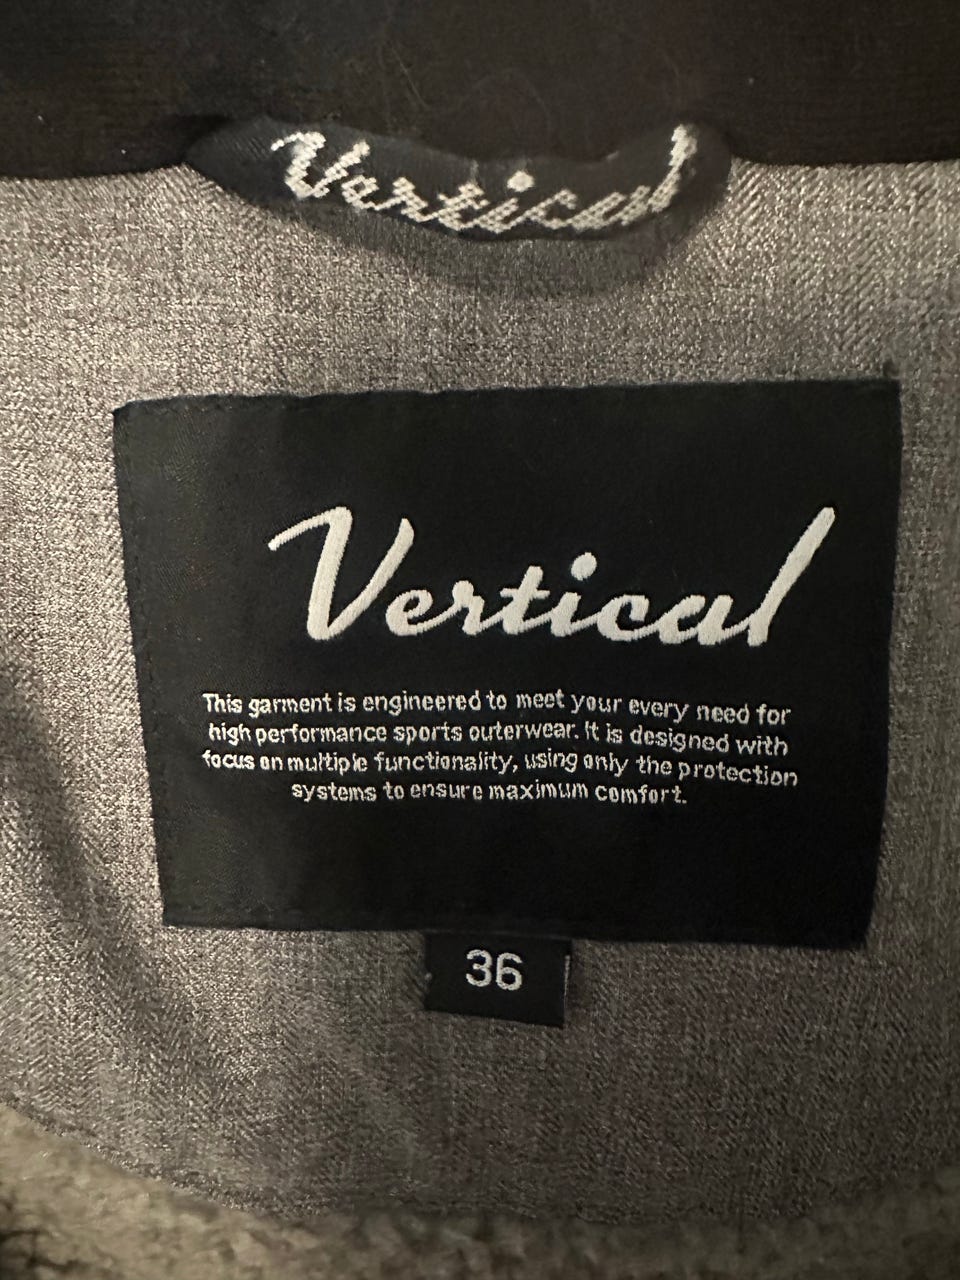 Vertical
Vertical
This garment is engineered to meet your every need for
high performance sports outerwear. It is designed with
focus on multiple functionality, using only the protection
systems to ensure maximum comfort.
36